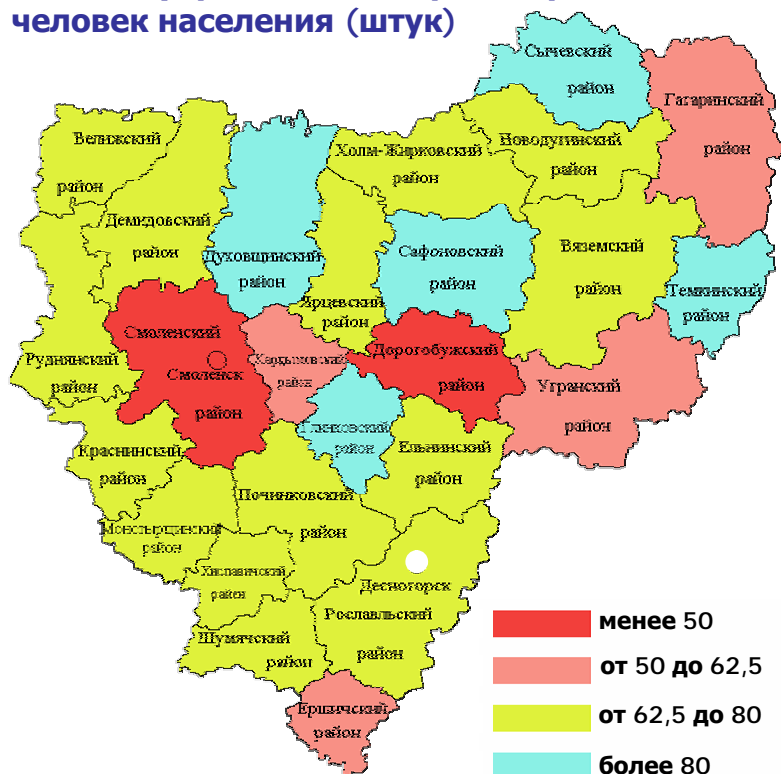 человек населения (штук)
Сычевский
район
Гагаринский
район
Велижский
район
Холм-Жирковский
район
Новодугинский
район
Демидовский
район
Духовщинский
район
Сафоновский
район
Вяземский
район
Темкинский
район
Ярцевский
район
Смоленский
Смоленск
район
район
Дорогобужский
район
Руднянский
район
Угранский
район
Глинковский
район
Ельнинский
район
Краснинский
район
Починковский
район
район
Хиславичский
район
Десногорск
Рославльский
район
Шумячский
район
Ершичский
район
менее 50
от 50 до 62,5
от 62,5 до 80
более 80